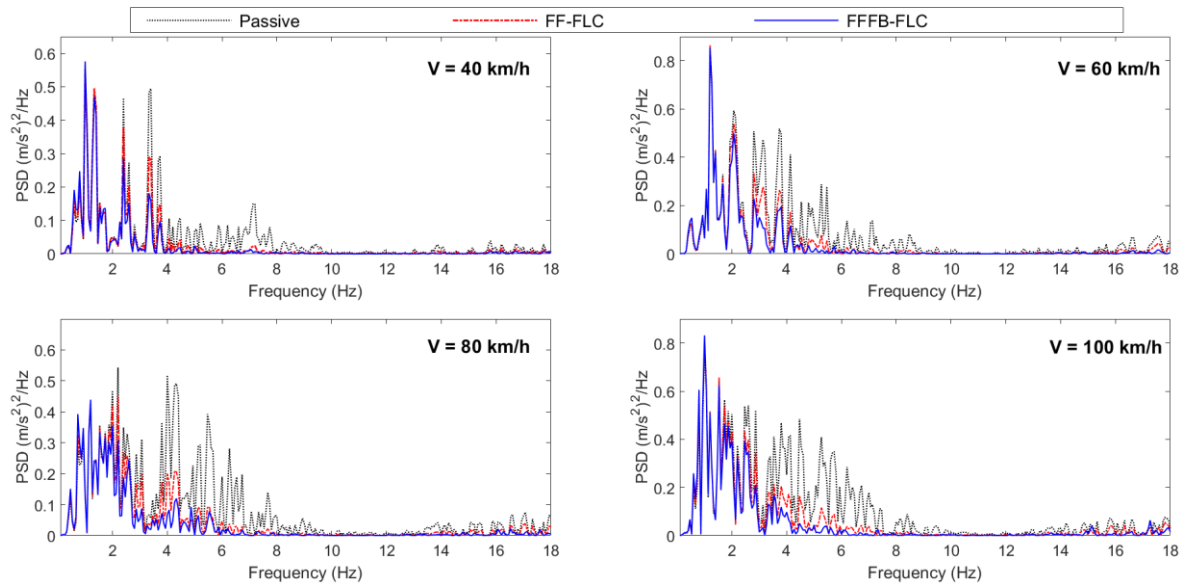 Passive FF-FLC FFFB-FLC
V = 40 km/h
PSD (m/s²)²/Hz
0.6
0.5
0.4
0.3
0.2
0.1
0
2 4 6 8 10 12 14 16 18
Frequency (Hz)
V = 60 km/h
PSD (m/s²)²/Hz
0.8
0.6
0.4
0.2
0
2 4 6 8 10 12 14 16 18
Frequency (Hz)
V = 80 km/h
PSD (m/s²)²/Hz
0.6
0.5
0.4
0.3
0.2
0.1
0
2 4 6 8 10 12 14 16 18
Frequency (Hz)
V = 100 km/h
PSD (m/s²)²/Hz
0.8
0.6
0.4
0.2
0
2 4 6 8 10 12 14 16 18
Frequency (Hz)